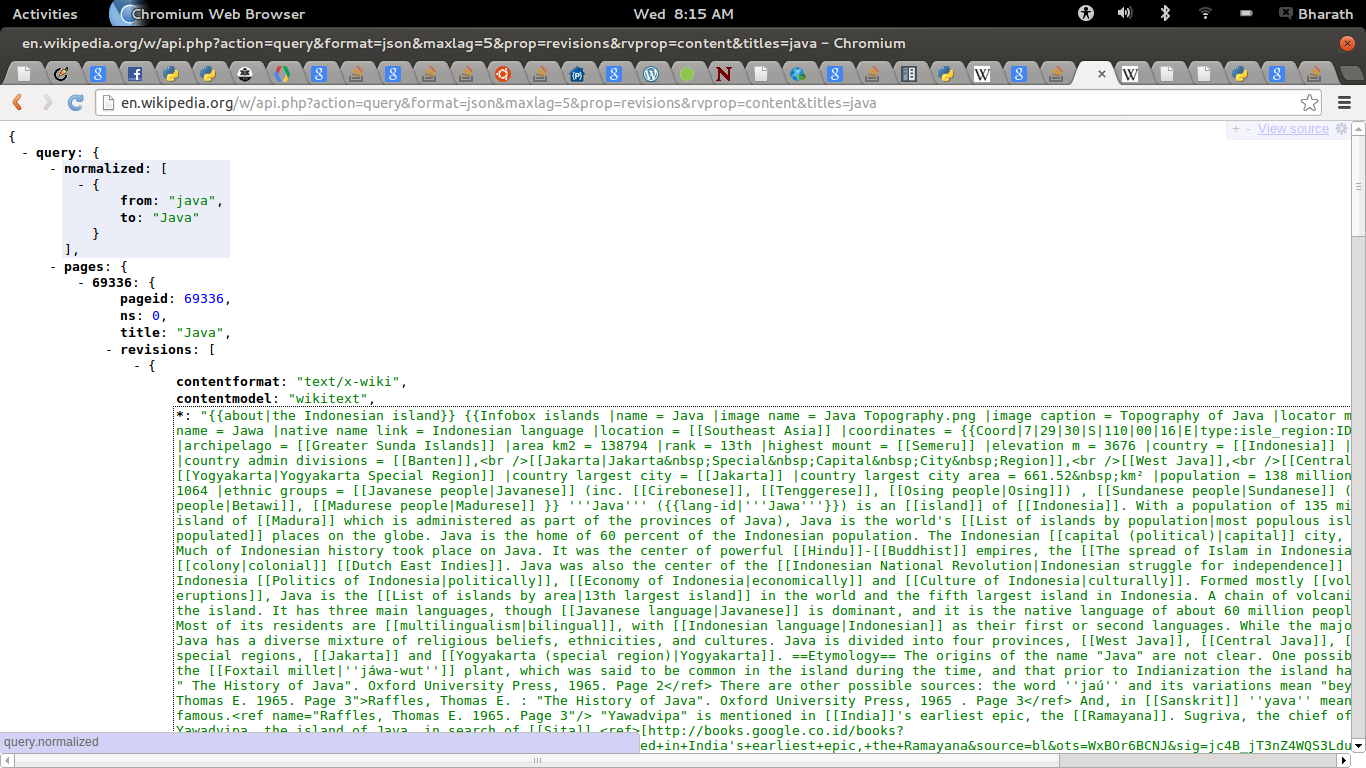 Activities Chromium Web Browser Wed 8:15 AM Bharath
en.wikipedia.org/w/api.php?action=query&format=json&maxlag=5&prop=revisions&rvprop=content&titles=java – Chromium
en.wikipedia.org/w/api.php?action=query&format=json&maxlag=5&prop=revisions&rvprop=content&titles=java
+ - View source
{
- query: {
- normalized: [
- {
from: "java",
to: "Java"
}
],
- pages: {
- 69336: {
pageid: 69336,
ns: 0,
title: "Java",
- revisions: [
- {
contentformat: "text/x-wiki",
contentmodel: "wikitext",
*: "{{about|the Indonesian island}} {{Infobox islands |name = Java |image name = Java Topography.png |image caption = Topography of Java |locator m
name = Jawa |native name link = Indonesian language |location = [[Southeast Asia]] |coordinates = {{Coord|7|29|30|S|110|00|16|E|type:isle_region:ID
|archipelago = [[Greater Sunda Islands]] |area km2 = 138794 |rank = 13th |highest mount = [[Semeru]] |elevation m = 3676 |country = [[Indonesia]] |
|country admin divisions = [[Banten]],<br />[[Jakarta|Jakarta&nbsp;Special&nbsp;Capital&nbsp;City&nbsp;Region]],<br />[[West Java]],<br />[[Central
[[Yogyakarta|Yogyakarta Special Region]] |country largest city = [[Jakarta]] |country largest city area = 661.52&nbsp;km² |population = 138 million
1064 |ethnic groups = [[Javanese people|Javanese]] (inc. [[Cirebonese]], [[Tenggerese]], [[Osing people|Osing]]) , [[Sundanese people|Sundanese]] (
people|Betawi]], [[Madurese people|Madurese]] }} '''Java''' ({{lang-id|'''Jawa'''}}) is an [[island]] of [[Indonesia]]. With a population of 135 mi
island of [[Madura]] which is administered as part of the provinces of Java), Java is the world's [[List of islands by population|most populous isl
populated]] places on the globe. Java is the home of 60 percent of the Indonesian population. The Indonesian [[capital (political)|capital]] city,
Much of Indonesian history took place on Java. It was the center of powerful [[Hindu]]-[[Buddhist]] empires, the [[The spread of Islam in Indonesia
[[colony|colonial]] [[Dutch East Indies]]. Java was also the center of the [[Indonesian National Revolution|Indonesian struggle for independence]]
Indonesia [[Politics of Indonesia|politically]], [[Economy of Indonesia|economically]] and [[Culture of Indonesia|culturally]]. Formed mostly [[vol
eruptions]], Java is the [[List of islands by area|13th largest island]] in the world and the fifth largest island in Indonesia. A chain of volcani
the island. It has three main languages, though [[Javanese language|Javanese]] is dominant, and it is the native language of about 60 million peopl
Most of its residents are [[multilingualism|bilingual]], with [[Indonesian language|Indonesian]] as their first or second languages. While the majo
Java has a diverse mixture of religious beliefs, ethnicities, and cultures. Java is divided into four provinces, [[West Java]], [[Central Java]], [
special regions, [[Jakarta]] and [[Yogyakarta (special region)|Yogyakarta]]. ==Etymology== The origins of the name "Java" are not clear. One possib
the [[Foxtail millet|''jáwa-wut'']] plant, which was said to be common in the island during the time, and that prior to Indianization the island ha
" The History of Java". Oxford University Press, 1965. Page 2</ref> There are other possible sources: the word ''jaú'' and its variations mean "bey
Thomas E. 1965. Page 3">Raffles, Thomas E. : "The History of Java". Oxford University Press, 1965 . Page 3</ref> And, in [[Sanskrit]] ''yava'' mean
famous.<ref name="Raffles, Thomas E. 1965. Page 3"/> "Yawadvipa" is mentioned in [[India]]'s earliest epic, the [[Ramayana]]. Sugriva, the chief of
Yawadvipa, the island of Java, in search of [[Sita]].<ref>[http://books.google.co.id/books?
ed+in+India's+earliest+epic,+the+Ramayana&source=bl&ots=WxBOr6BCNJ&sig=jc4B_jT3nZ4WQS3Ldu
query.normalized